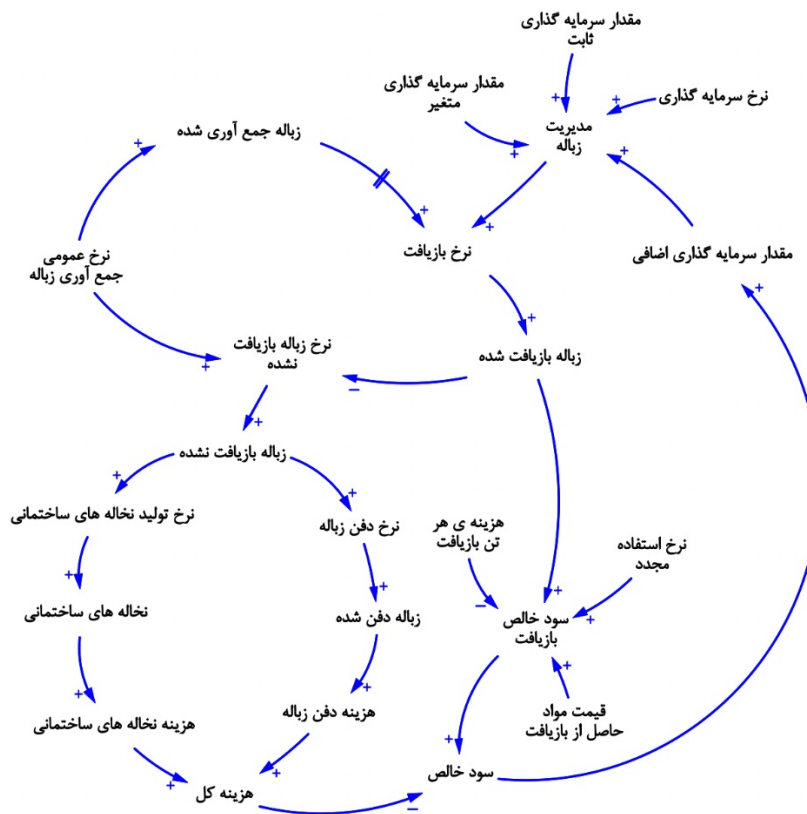 مقدار سرمایه گذاری
ثابت
مقدار سرمایه گذاری
متغیر
نرخ سرمایه گذاری
مدیریت
زباله
زباله جمع آوری شده
نرخ عمومی
جمع آوری زباله
نرخ بازیافت
مقدار سرمایه گذاری اضافی
نرخ زباله بازیافت
نشده
زباله بازیافت شده
زباله بازیافت نشده
نرخ تولید نخاله های ساختمانی
نرخ دفن زباله
هزینه ی هر
تن بازیافت
نرخ استفاده
مجدد
نخاله های ساختمانی
زباله دفن شده
سود خالص
بازیافت
هزینه نخاله های ساختمانی
هزینه دفن زباله
قیمت مواد
حاصل از بازیافت
هزینه کل
سود خالص